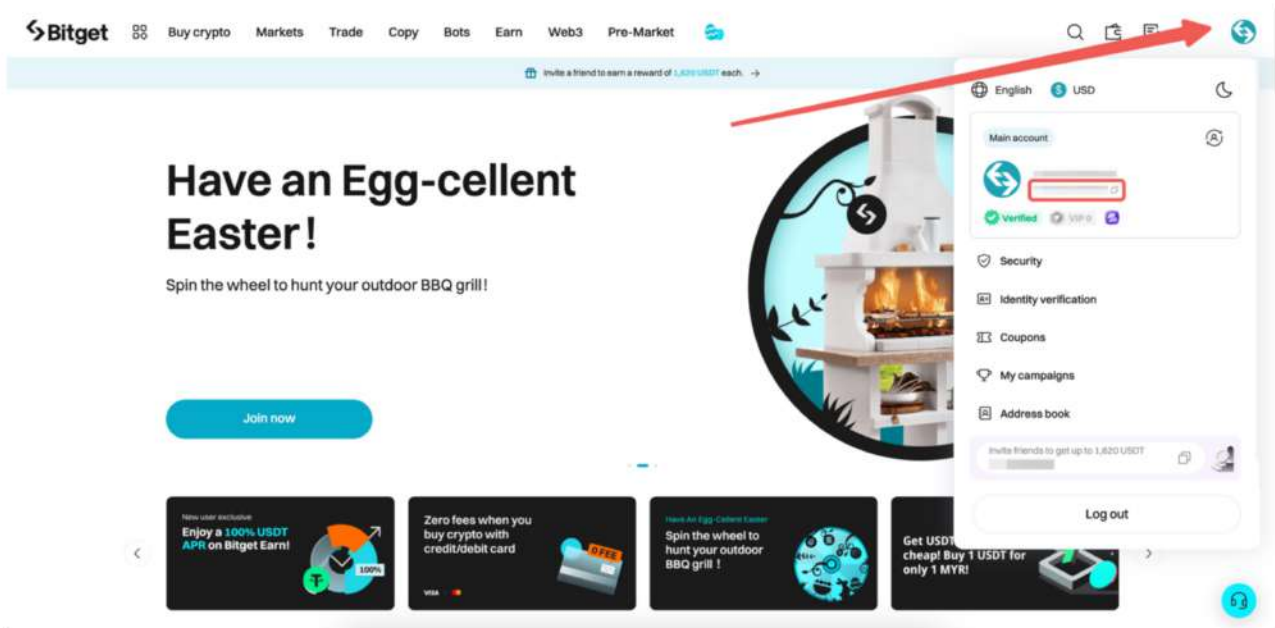 Bitget
Buy crypto
Markets
Trade
Copy
Bots
Earn
Web3
Pre-Market
Invite a friend to earn a reward of 1,820 USDT each. →
English
USD
Main account
Verified
VIP 0
Security
Identity verification
Coupons
My campaigns
Address book
Invite friends to get up to 1,820 USDT
Log out
Have an Egg-cellent
Easter!
Spin the wheel to hunt your outdoor BBQ grill!
Join now
New user exclusive
Enjoy a 100% USDT
APR on Bitget Earn!
100%
Zero fees when you
buy crypto with
credit/debit card
0 FEE
VISA
Have An Egg-Cellent Easter
Spin the wheel to
hunt your outdoor
BBQ grill !
Get USDT
cheap! Buy 1 USDT for
only 1 MYR!